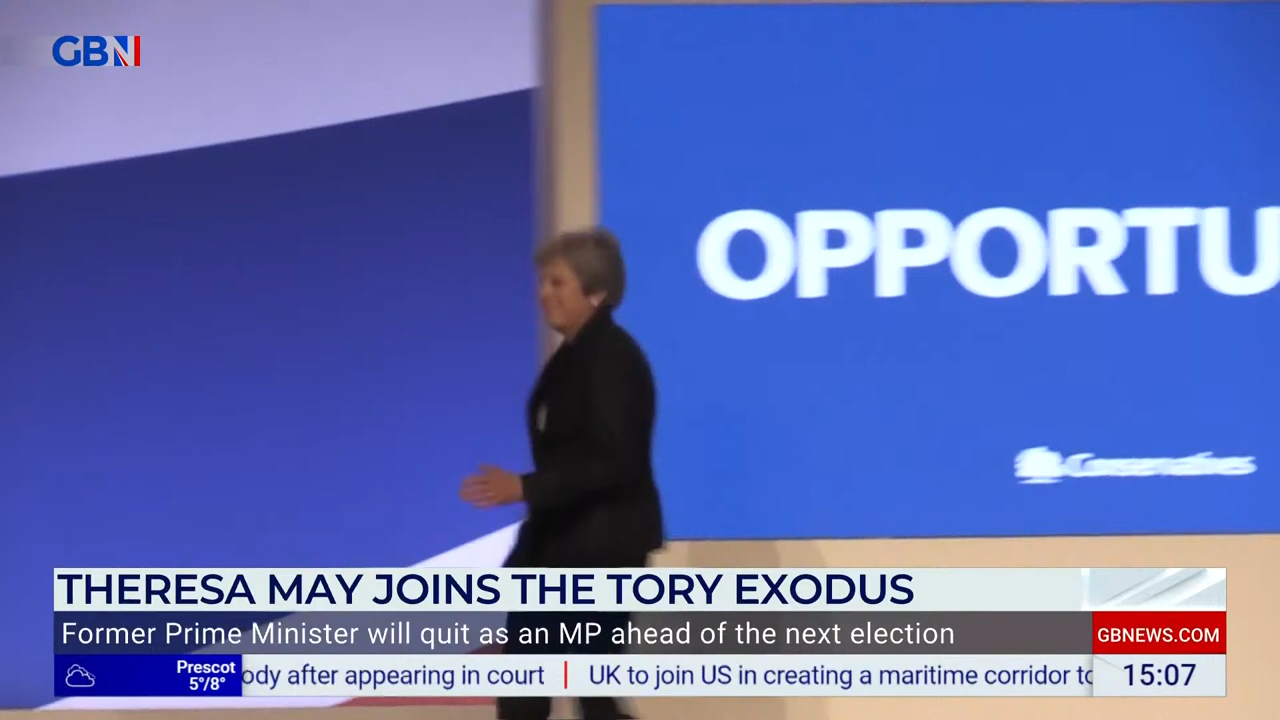 GBN
OPPORTU
Conservatives
THERESA MAY JOINS THE TORY EXODUS
Former Prime Minister will quit as an MP ahead of the next election
GBNEWS.COM
Prescot
5°/8°
ody after appearing in court | UK to join US in creating a maritime corridor to
15:07